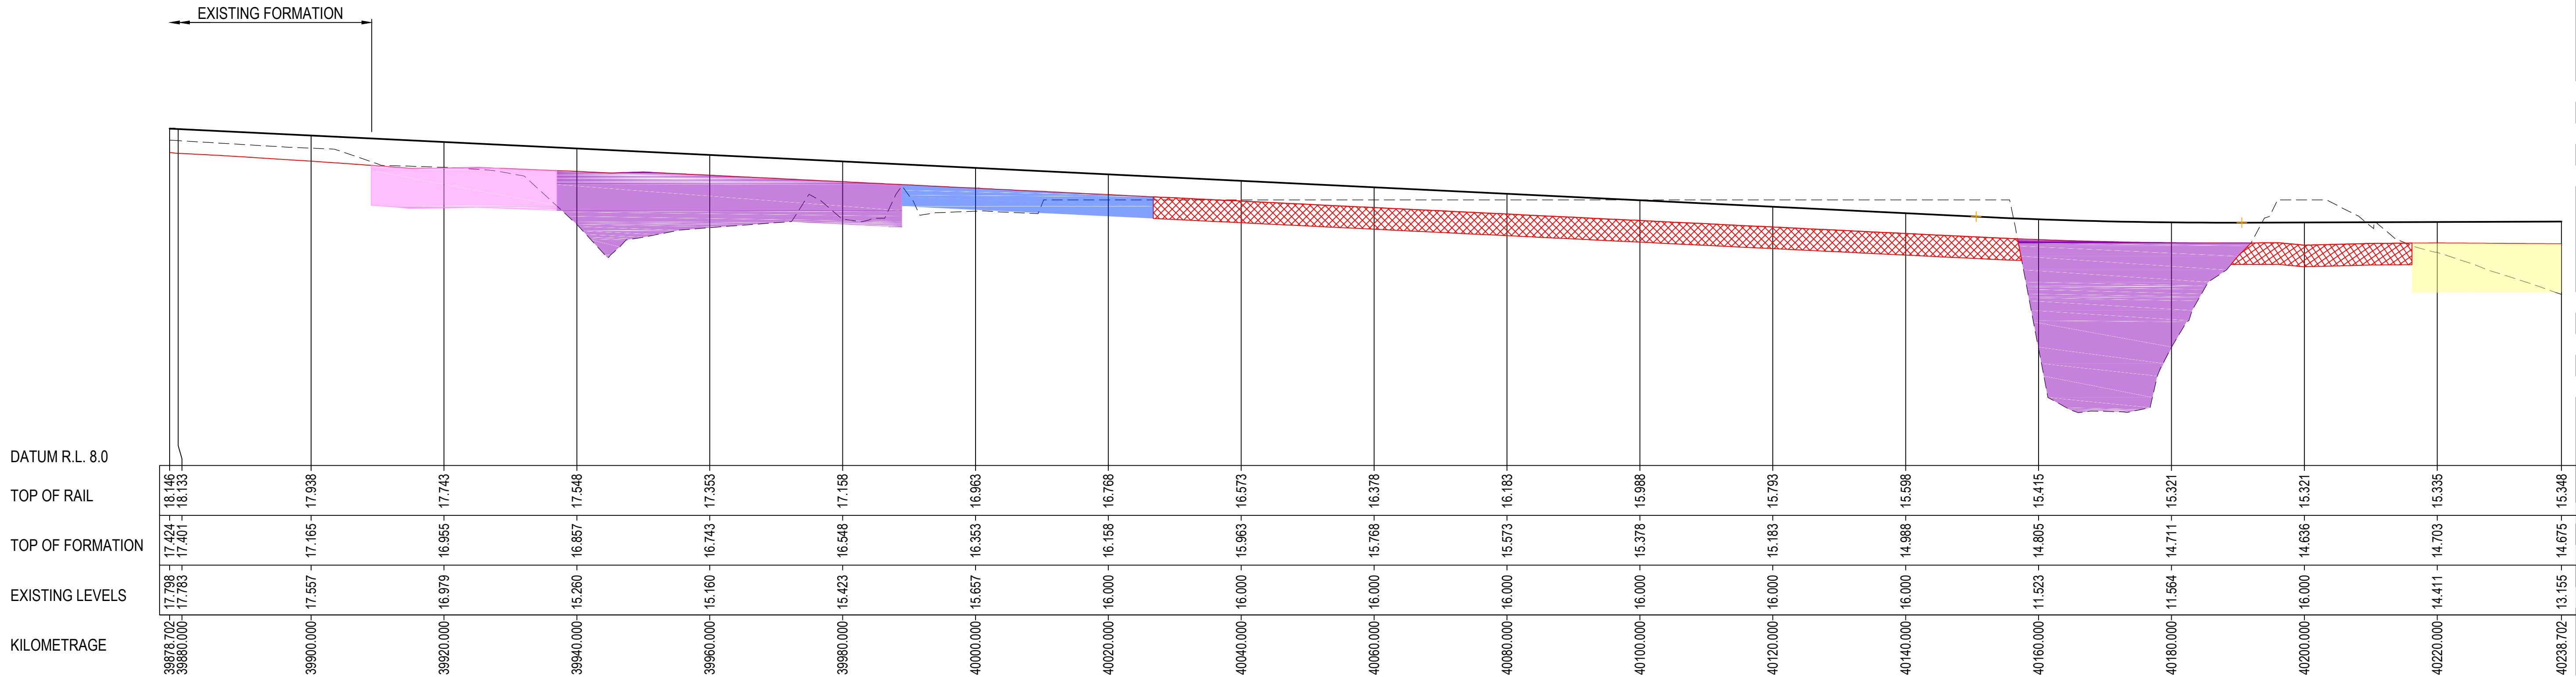 EXISTING FORMATION
DATUM R.L. 8.0
TOP OF RAIL 18.146 18.133 17.938 17.743 17.548 17.353 17.158 16.963 16.768 16.573 16.378 16.183 15.988 15.793 15.598 15.415 15.321 15.321 15.335 15.348
TOP OF FORMATION 17.424 17.401 17.165 16.955 16.857 16.743 16.548 16.353 16.158 15.963 15.768 15.573 15.378 15.183 14.988 14.805 14.711 14.636 14.703 14.675
EXISTING LEVELS 17.798 17.783 17.557 16.979 15.260 15.160 15.423 15.657 16.000 16.000 16.000 16.000 16.000 16.000 16.000 11.523 11.564 16.000 14.411 13.155
KILOMETRAGE 39878.702 39880.000 39900.000 39920.000 39940.000 39960.000 39980.000 40000.000 40020.000 40040.000 40060.000 40080.000 40100.000 40120.000 40140.000 40160.000 40180.000 40200.000 40220.000 40238.702